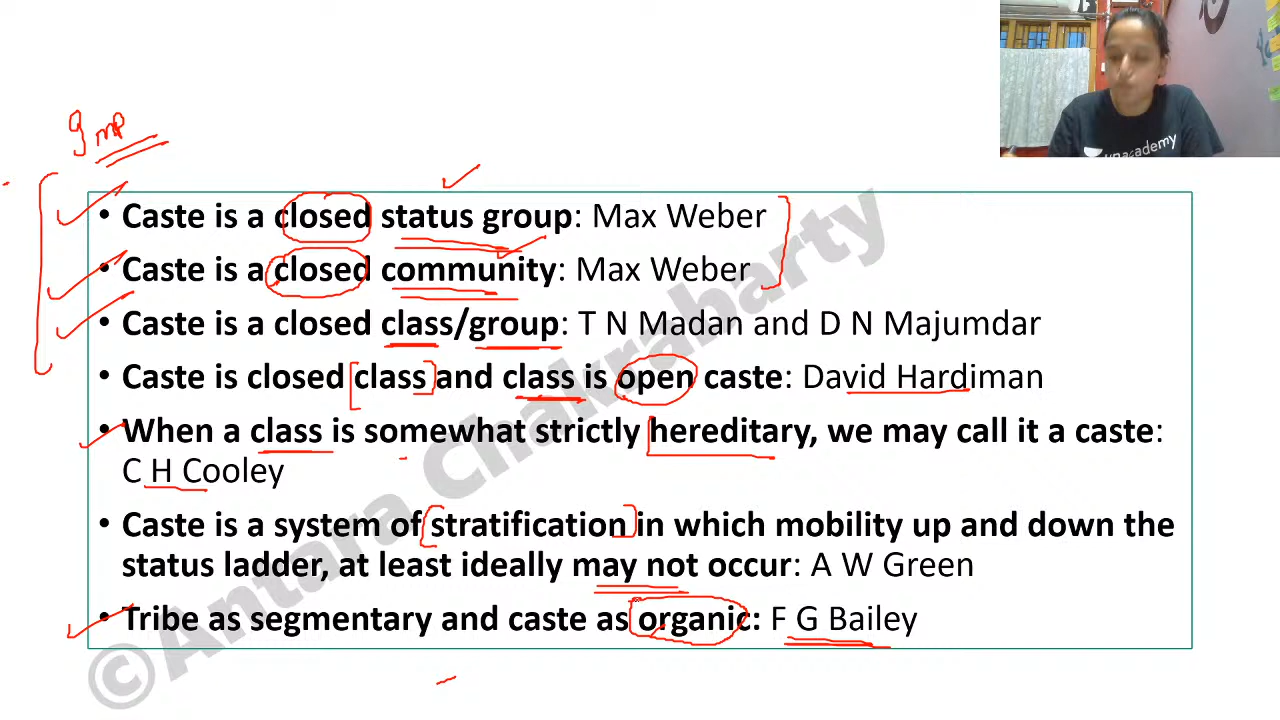 Imp
• Caste is a closed status group: Max Weber
• Caste is a closed community: Max Weber
• Caste is a closed class/group: T N Madan and D N Majumdar
• Caste is closed class and class is open caste: David Hardiman
• When a class is somewhat strictly hereditary, we may call it a caste:
C H Cooley
• Caste is a system of stratification in which mobility up and down the
status ladder, at least ideally may not occur: A W Green
• Tribe as segmentary and caste as organic: F G Bailey
©Antara Chakrabarty
unacademy